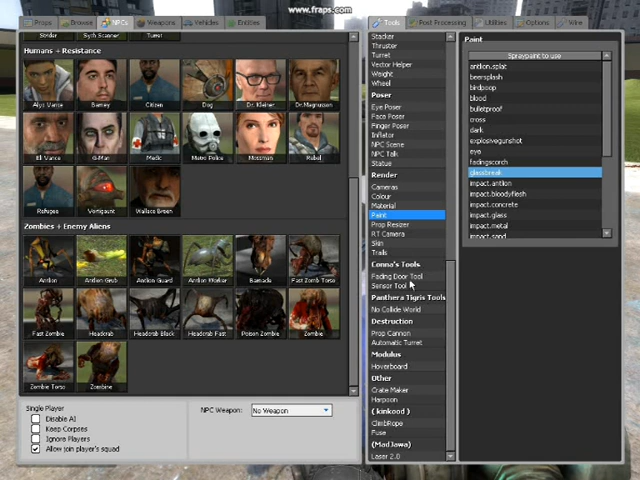 www.fraps.com
Props
Browse
NPCs
Weapons
Vehicles
Entities
Tools
Post Processing
Utilities
Options
Wire
Strider
Syth Scanner
Turret
Humans + Resistance
Alyx Vance
Barney
Citizen
Dog
Dr. Kleiner
Dr.Magnusson
Eli Vance
G-Man
Medic
Metro Police
Mossman
Rebel
Refugee
Vortigaunt
Wallace Breen
Zombies + Enemy Aliens
Antlion
Antlion Grub
Antlion Guard
Antlion Worker
Barnacle
Fast Zomb Torso
Fast Zombie
Headcrab
Headcrab Black
Headcrab Fast
Poison Zombie
Zombie
Zombie Torso
Zombine
Single Player
Disable AI
Keep Corpses
Ignore Players
Allow join player's squad
NPC Weapon:
No Weapon
Stacker
Thruster
Turret
Vector Helper
Weight
Wheel
Poser
Eye Poser
Face Poser
Finger Poser
Inflator
NPC Scene
NPC Talk
Statue
Render
Cameras
Colour
Material
Paint
Prop Resizer
RT Camera
Skin
Trails
Conna's Tools
Fading Door Tool
Sensor Tool
Panthera Tigris Tools
No Collide World
Destruction
Prop Cannon
Automatic Turret
Modulus
Hoverboard
Other
Crate Maker
Harpoon
( kinkood )
ClimbRope
Fuse
(MadJawa)
Laser 2.0
Paint
Spraypaint to use
antlion.splat
beersplash
birdpoop
blood
bulletproof
cross
dark
explosivegunshot
eye
fadingscorch
glassbreak
impact.antlion
impact.bloodyflesh
impact.concrete
impact.glass
impact.metal
impact.sand